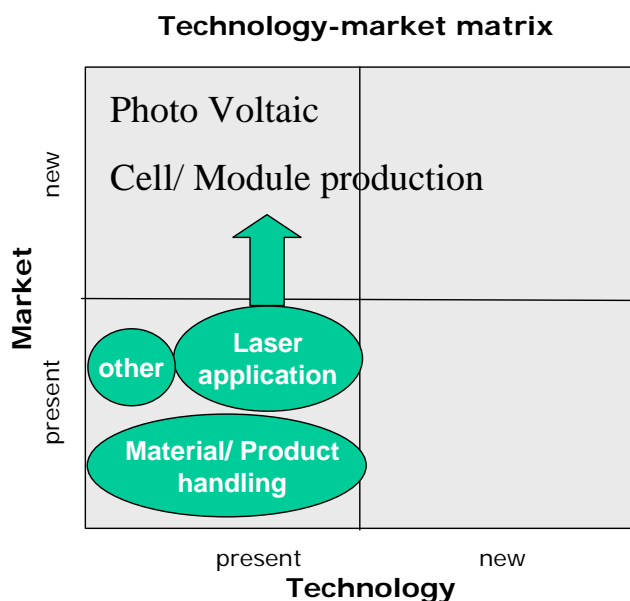 Technology-market matrix
Photo Voltaic
Cell/ Module production
new
Market
present
Laser
application
other
Material/ Product
handling
present
new
Technology